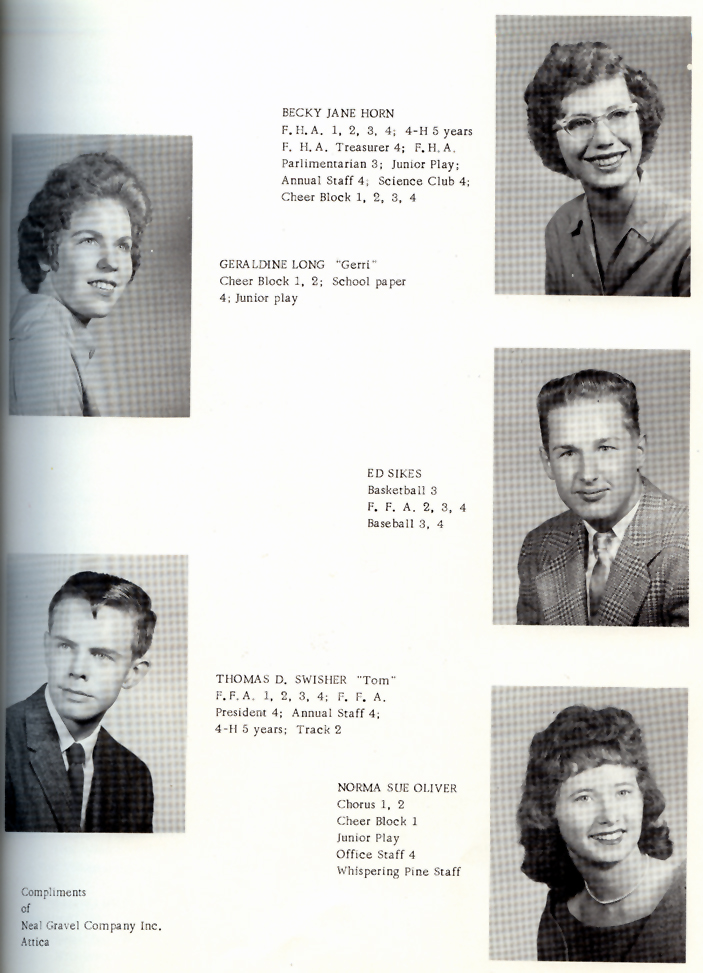 BECKY JANE HORN
F.H.A. 1, 2, 3, 4; 4-H 5 years
F. H.A. Treasurer 4; F.H.A.
Parlimentarian 3; Junior Play;
Annual Staff 4; Science Club 4;
Cheer Block 1, 2, 3, 4
GERALDINE LONG "Gerri"
Cheer Block 1, 2; School paper
4; Junior play
ED SIKES
Basketball 3
F. F. A. 2, 3, 4
Baseball 3, 4
THOMAS D. SWISHER "Tom"
F.F.A. 1, 2, 3, 4; F. F. A.
President 4; Annual Staff 4;
4-H 5 years; Track 2
NORMA SUE OLIVER
Chorus 1, 2
Cheer Block 1
Junior Play
Office Staff 4
Whispering Pine Staff
Compliments
of
Neal Gravel Company Inc.
Attica